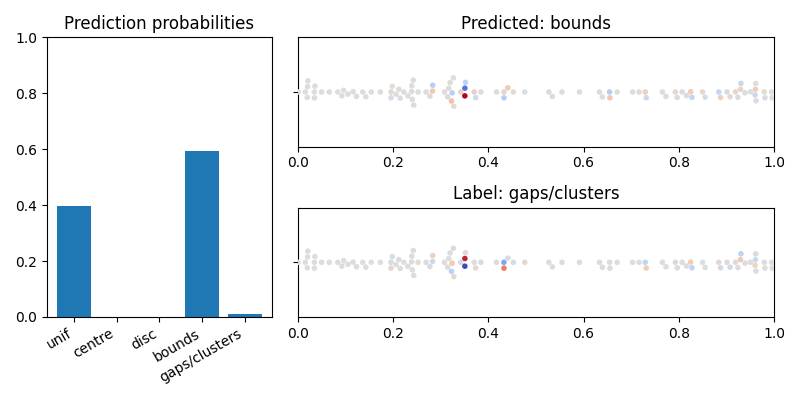 Prediction probabilities
1.0
0.8
0.6
0.4
0.2
0.0
unif
centre
disc
bounds
gaps/clusters
Predicted: bounds
0.0 0.2 0.4 0.6 0.8 1.0
Label: gaps/clusters
0.0 0.2 0.4 0.6 0.8 1.0